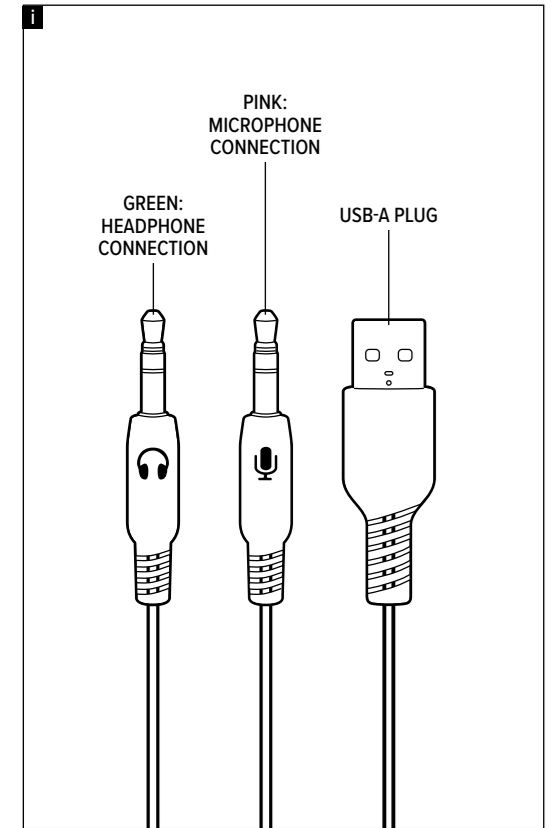 i
PINK:
MICROPHONE
CONNECTION
GREEN:
HEADPHONE
CONNECTION
USB-A PLUG